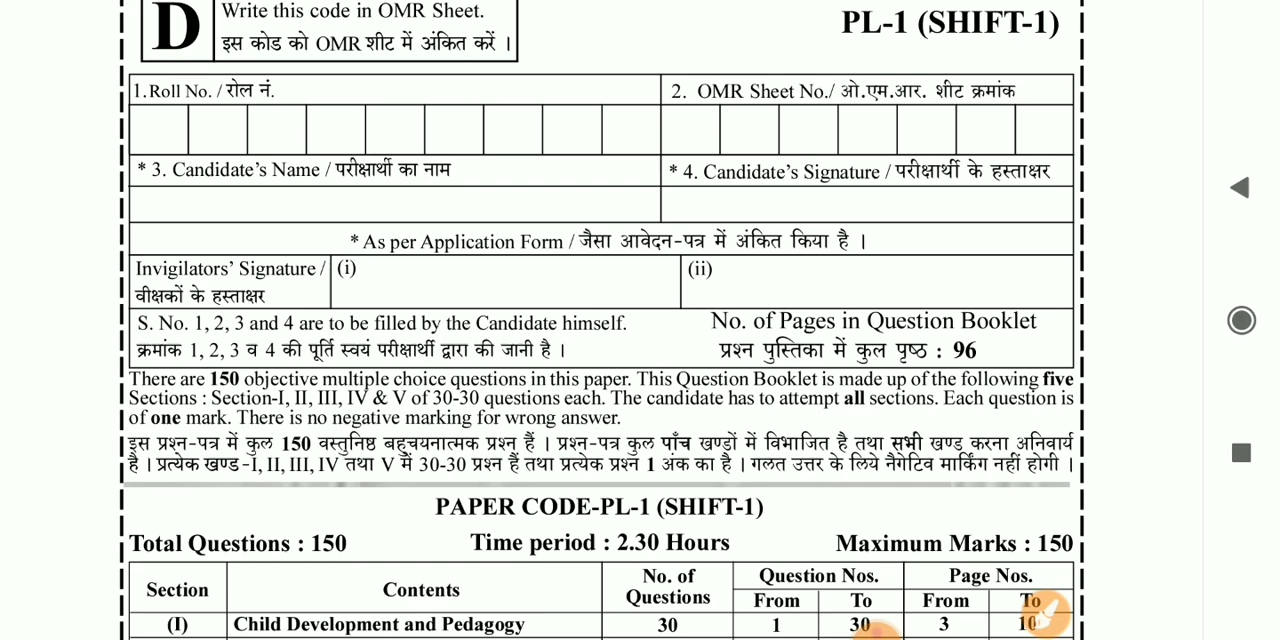 D
Write this code in OMR Sheet.
इस कोड को OMR शीट में अंकित करें ।
PL-1 (SHIFT-1)
1.Roll No. / रोल नं.
2. OMR Sheet No./ ओ.एम.आर. शीट क्रमांक
* 3. Candidate's Name / परीक्षार्थी का नाम
* 4. Candidate's Signature / परीक्षार्थी के हस्ताक्षर
* As per Application Form / जैसा आवेदन-पत्र में अंकित किया है ।
Invigilators' Signature / (i) (ii)
वीक्षकों के हस्ताक्षर
S. No. 1, 2, 3 and 4 are to be filled by the Candidate himself.
क्रमांक 1, 2, 3 व 4 की पूर्ति स्वयं परीक्षार्थी द्वारा की जानी है ।
No. of Pages in Question Booklet
प्रश्न पुस्तिका में कुल पृष्ठ : 96
There are 150 objective multiple choice questions in this paper. This Question Booklet is made up of the following five
Sections : Section-I, II, III, IV & V of 30-30 questions each. The candidate has to attempt all sections. Each question is
of one mark. There is no negative marking for wrong answer.
इस प्रश्न-पत्र में कुल 150 वस्तुनिष्ठ बहुचयनात्मक प्रश्न हैं । प्रश्न-पत्र कुल पाँच खण्डों में विभाजित है तथा सभी खण्ड करना अनिवार्य
है । प्रत्येक खण्ड-I, II, III, IV तथा V में 30-30 प्रश्न हैं तथा प्रत्येक प्रश्न 1 अंक का है । गलत उत्तर के लिये नैगेटिव मार्किंग नहीं होगी ।
PAPER CODE-PL-1 (SHIFT-1)
Total Questions : 150 Time period : 2.30 Hours Maximum Marks : 150
Section Contents No. of Questions Question Nos. Page Nos.
From To From To
(I) Child Development and Pedagogy 30 1 30 3 10